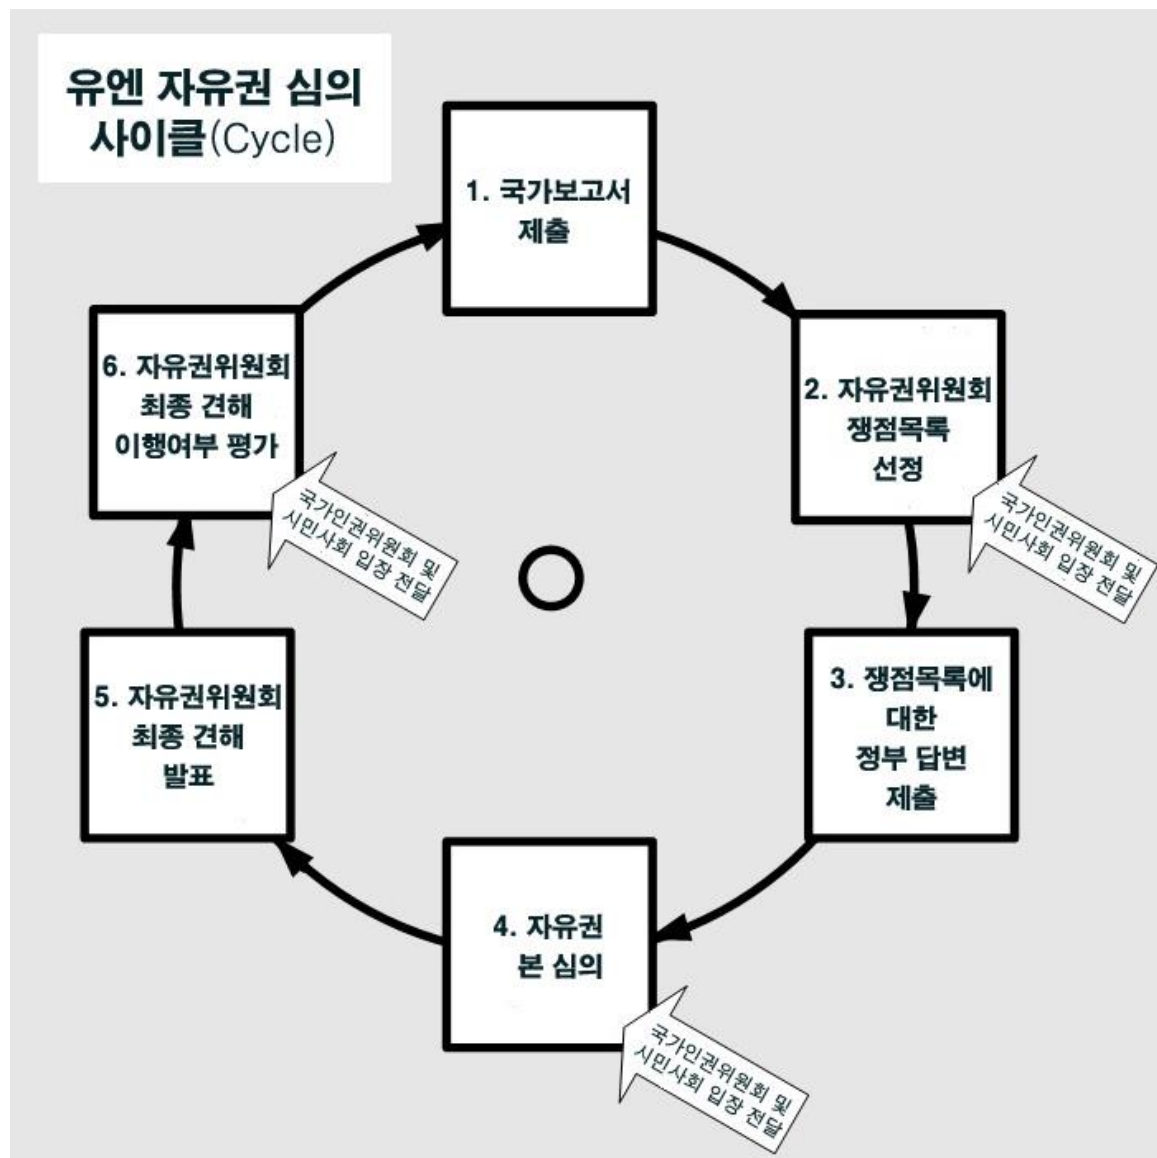 유엔 자유권 심의
사이클(Cycle)
1. 국가보고서
제출
2. 자유권위원회
쟁점목록
선정
국가인권위원회 및
시민사회 입장 전달
3. 쟁점목록에
대한
정부 답변
제출
4. 자유권
본 심의
국가인권위원회 및
시민사회 입장 전달
5. 자유권위원회
최종 견해
발표
6. 자유권위원회
최종 견해
이행여부 평가
국가인권위원회 및
시민사회 입장 전달